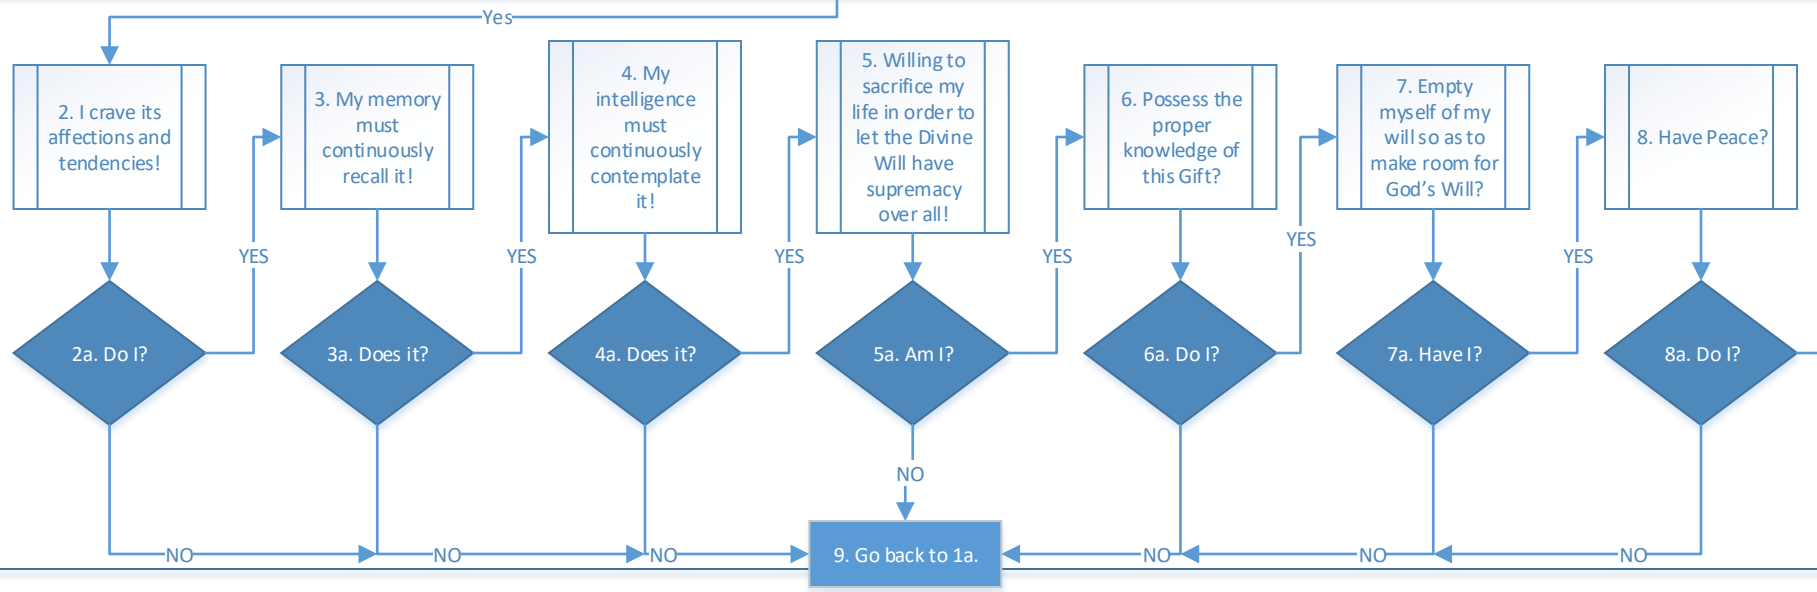 Yes
2. I crave its
affections and
tendencies!
3. My memory
must
continuously
recall it!
4. My
intelligence
must
continuously
contemplate
it!
5. Willing to
sacrifice my
life in order to
let the Divine
Will have
supremacy
over all!
6. Possess the
proper
knowledge of
this Gift?
7. Empty
myself of my
will so as to
make room for
God's Will?
8. Have Peace?
YES
YES
YES
YES
YES
YES
2a. Do I?
3a. Does it?
4a. Does it?
5a. Am I?
6a. Do I?
7a. Have I?
8a. Do I?
NO
NO
NO
NO
9. Go back to 1a.
NO
NO
NO